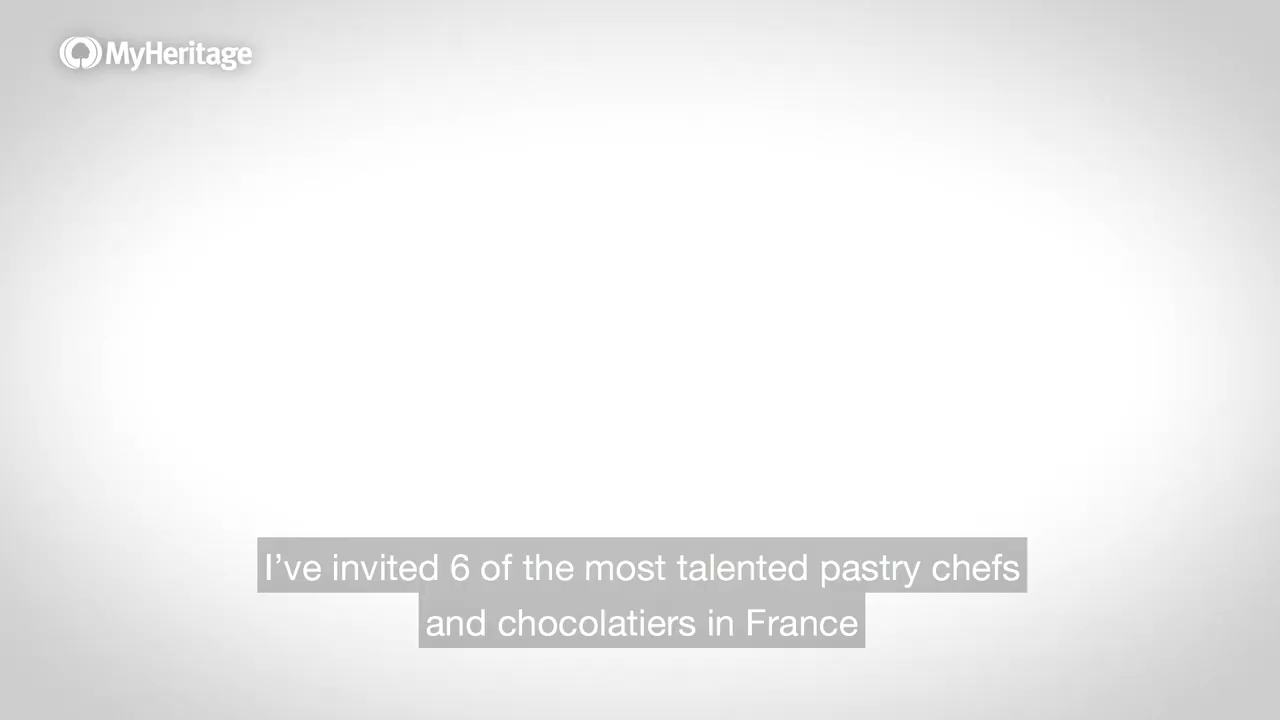 MyHeritage
I’ve invited 6 of the most talented pastry chefs
and chocolatiers in France